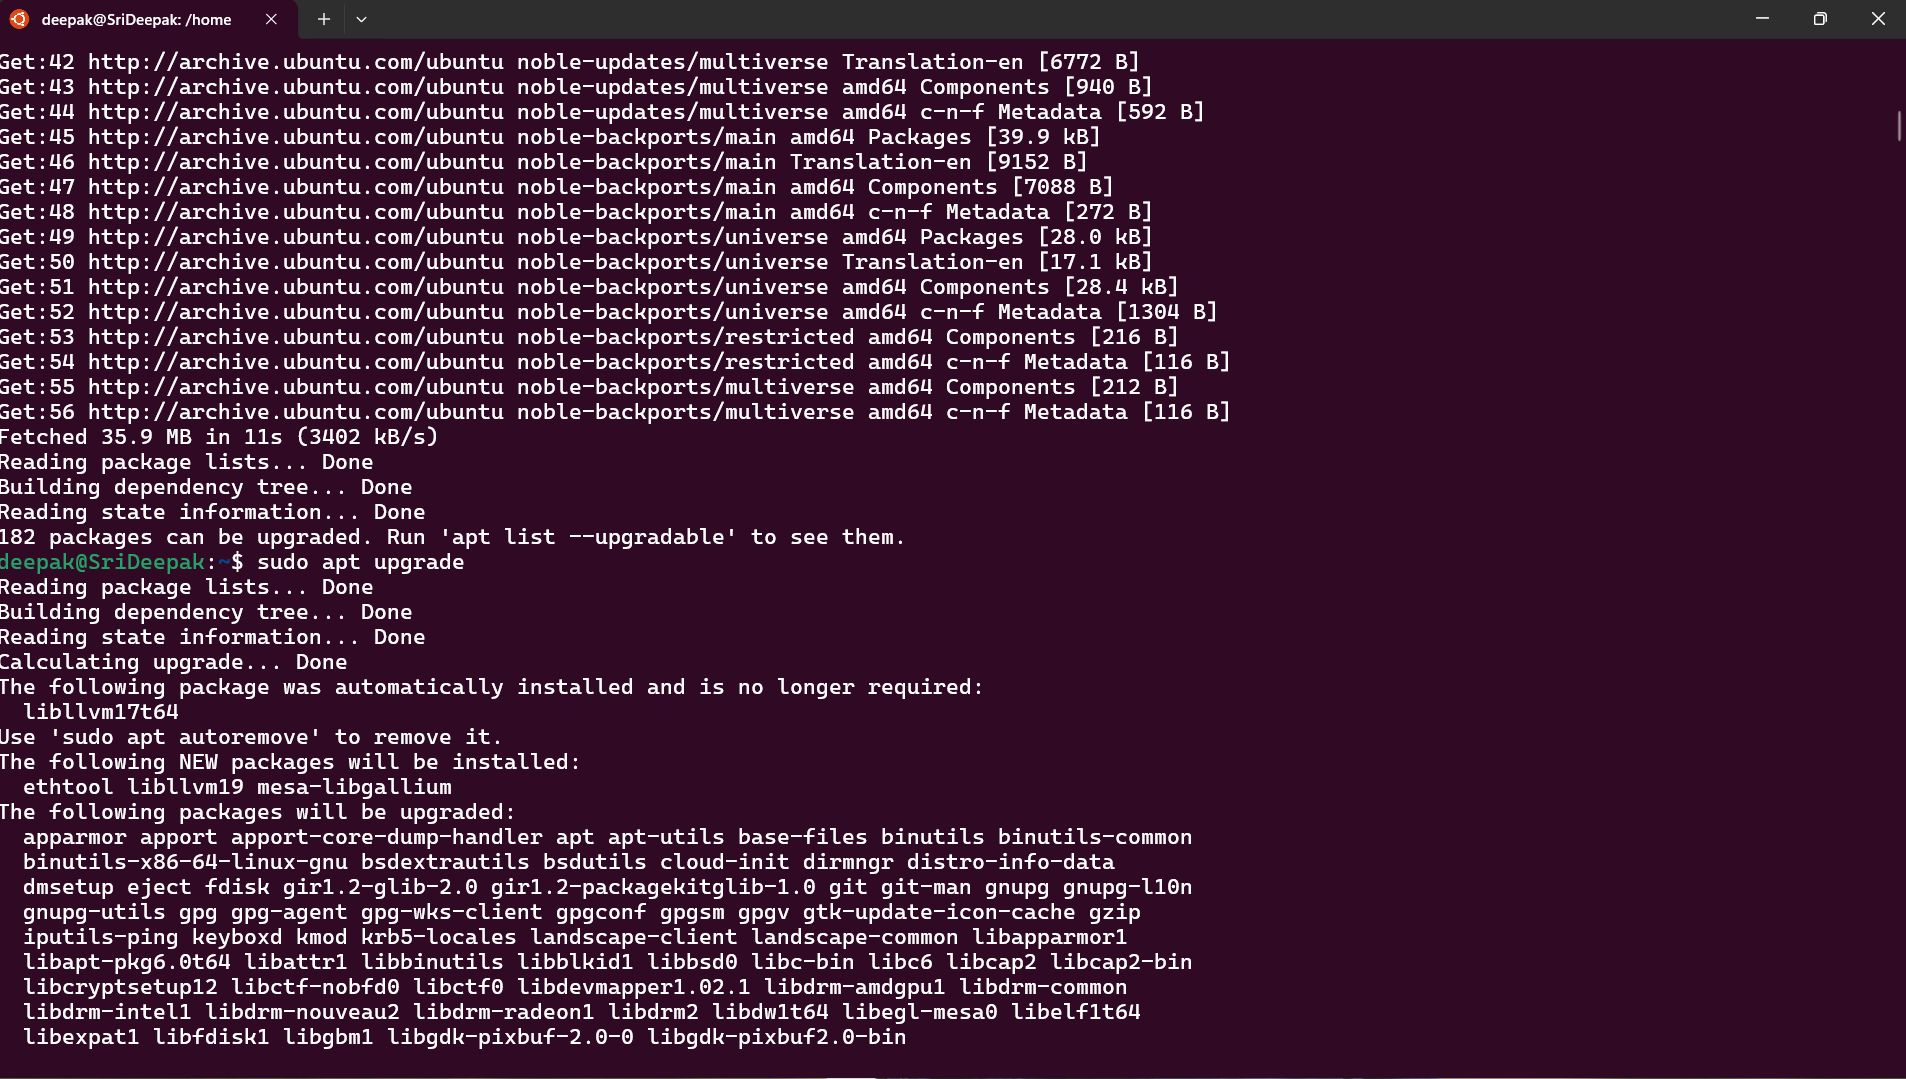 deepak@SriDeepak: /home
Get:42 http://archive.ubuntu.com/ubuntu noble-updates/multiverse Translation-en [6772 B]
Get:43 http://archive.ubuntu.com/ubuntu noble-updates/multiverse amd64 Components [940 B]
Get:44 http://archive.ubuntu.com/ubuntu noble-updates/multiverse amd64 c-n-f Metadata [592 B]
Get:45 http://archive.ubuntu.com/ubuntu noble-backports/main amd64 Packages [39.9 kB]
Get:46 http://archive.ubuntu.com/ubuntu noble-backports/main Translation-en [9152 B]
Get:47 http://archive.ubuntu.com/ubuntu noble-backports/main amd64 Components [7088 B]
Get:48 http://archive.ubuntu.com/ubuntu noble-backports/main amd64 c-n-f Metadata [272 B]
Get:49 http://archive.ubuntu.com/ubuntu noble-backports/universe amd64 Packages [28.0 kB]
Get:50 http://archive.ubuntu.com/ubuntu noble-backports/universe Translation-en [17.1 kB]
Get:51 http://archive.ubuntu.com/ubuntu noble-backports/universe amd64 Components [28.4 kB]
Get:52 http://archive.ubuntu.com/ubuntu noble-backports/universe amd64 c-n-f Metadata [1304 B]
Get:53 http://archive.ubuntu.com/ubuntu noble-backports/restricted amd64 Components [216 B]
Get:54 http://archive.ubuntu.com/ubuntu noble-backports/restricted amd64 c-n-f Metadata [116 B]
Get:55 http://archive.ubuntu.com/ubuntu noble-backports/multiverse amd64 Components [212 B]
Get:56 http://archive.ubuntu.com/ubuntu noble-backports/multiverse amd64 c-n-f Metadata [116 B]
Fetched 35.9 MB in 11s (3402 kB/s)
Reading package lists... Done
Building dependency tree... Done
Reading state information... Done
182 packages can be upgraded. Run 'apt list --upgradable' to see them.
deepak@SriDeepak:~$ sudo apt upgrade
Reading package lists... Done
Building dependency tree... Done
Reading state information... Done
Calculating upgrade... Done
The following package was automatically installed and is no longer required:
  libllvm17t64
Use 'sudo apt autoremove' to remove it.
The following NEW packages will be installed:
  ethtool libllvm19 mesa-libgallium
The following packages will be upgraded:
  apparmor apport apport-core-dump-handler apt apt-utils base-files binutils binutils-common
  binutils-x86-64-linux-gnu bsdextrautils bsdutils cloud-init dirmngr distro-info-data
  dmsetup eject fdisk gir1.2-glib-2.0 gir1.2-packagekitglib-1.0 git git-man gnupg gnupg-l10n
  gnupg-utils gpg gpg-agent gpg-wks-client gpgconf gpgsm gpgv gtk-update-icon-cache gzip
  iputils-ping keyboxd kmod krb5-locales landscape-client landscape-common libapparmor1
  libapt-pkg6.0t64 libattr1 libbinutils libblkid1 libbsd0 libc-bin libc6 libcap2 libcap2-bin
  libcryptsetup12 libctf-nobfd0 libctf0 libdevmapper1.02.1 libdrm-amdgpu1 libdrm-common
  libdrm-intel1 libdrm-nouveau2 libdrm-radeon1 libdrm2 libdw1t64 libegl-mesa0 libelf1t64
  libexpat1 libfdisk1 libgbm1 libgdk-pixbuf-2.0-0 libgdk-pixbuf2.0-bin